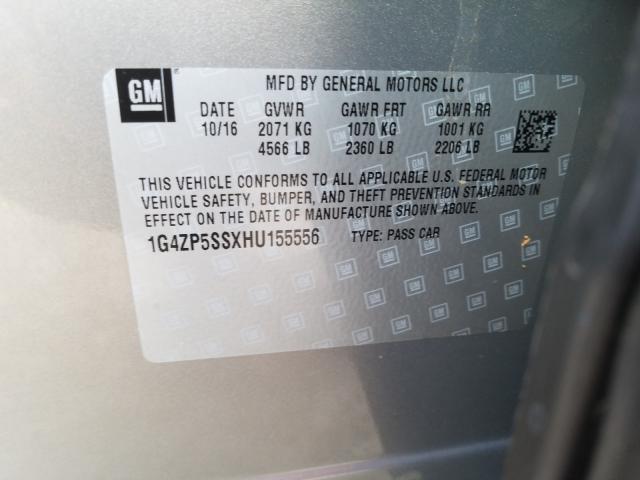 GM
MFD BY GENERAL MOTORS LLC
DATE GVWR GAWR FRT GAWR RR
10/16 2071 KG 1070 KG 1001 KG
4566 LB 2360 LB 2206 LB
THIS VEHICLE CONFORMS TO ALL APPLICABLE U.S. FEDERAL MOTOR
VEHICLE SAFETY, BUMPER, AND THEFT PREVENTION STANDARDS IN
EFFECT ON THE DATE OF MANUFACTURE SHOWN ABOVE.
1G4ZP5SSXHU155556 TYPE: PASS CAR